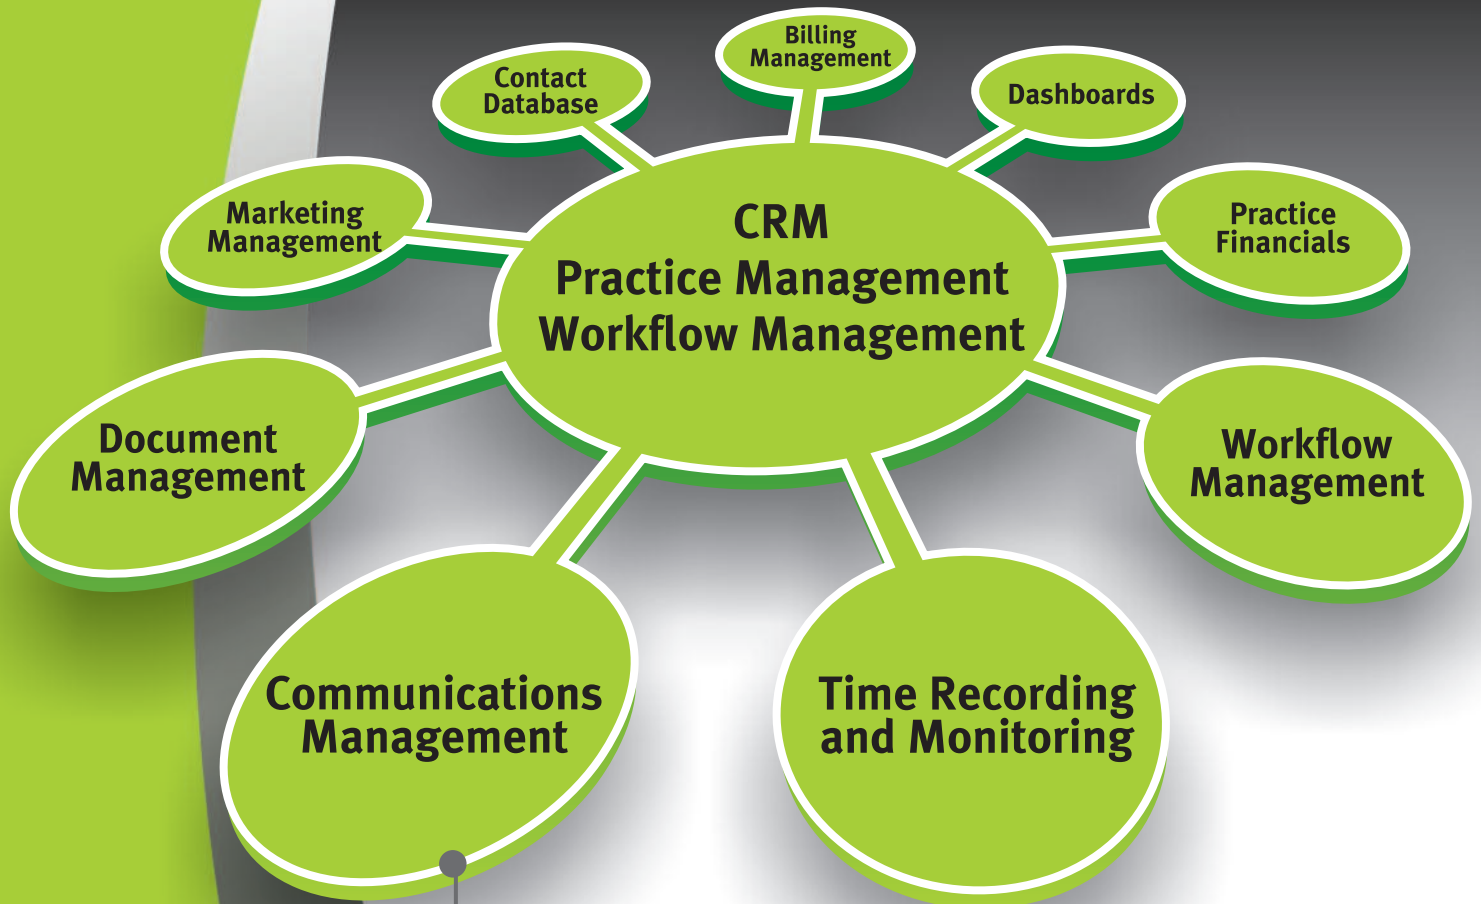 Billing
Management
Contact
Database
Dashboards
Marketing
Management
CRM
Practice Management
Workflow Management
Practice
Financials
Document
Management
Workflow
Management
Communications
Management
Time Recording
and Monitoring